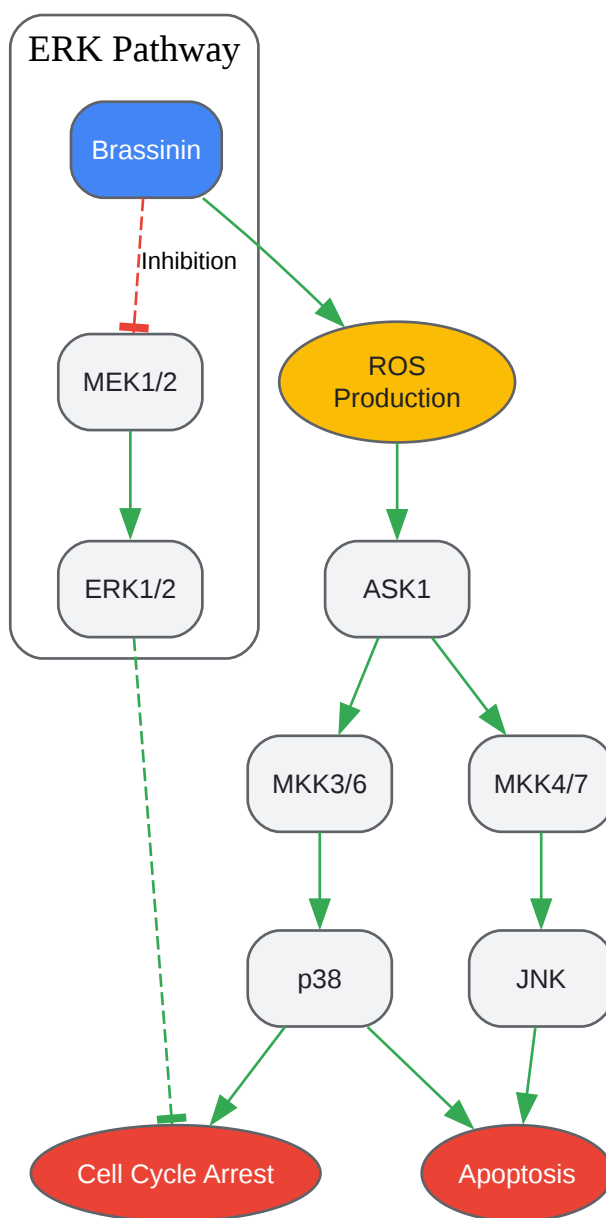 ERK Pathway
Brassinin
Inhibition
MEK1/2
ROS
Production
ERK1/2
ASK1
MKK3/6
MKK4/7
p38
JNK
Cell Cycle Arrest
Apoptosis